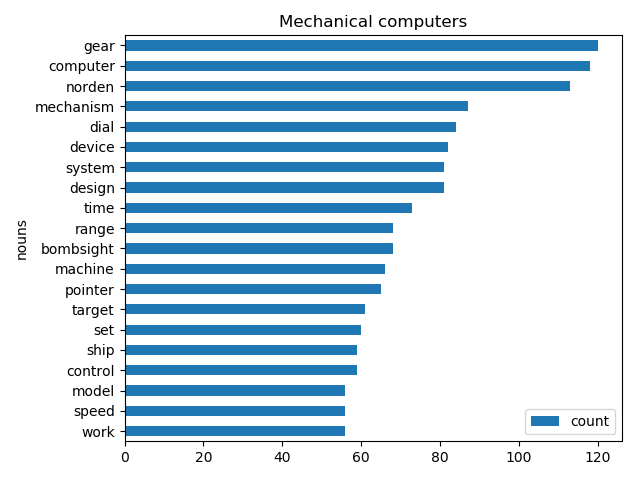 Mechanical computers
gear
computer
norden
mechanism
dial
device
system
design
time
range
bombsight
machine
pointer
target
set
ship
control
model
speed
work
nouns
count
0 20 40 60 80 100 120